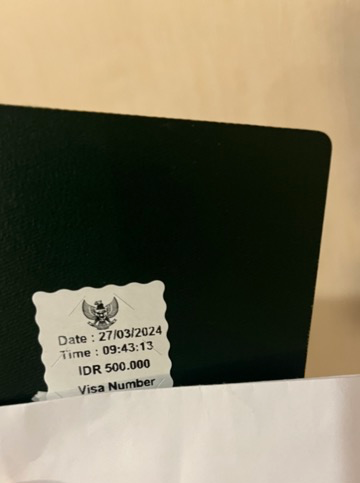 Date : 27/03/2024
Time : 09:43:13
IDR 500.000
Visa Number